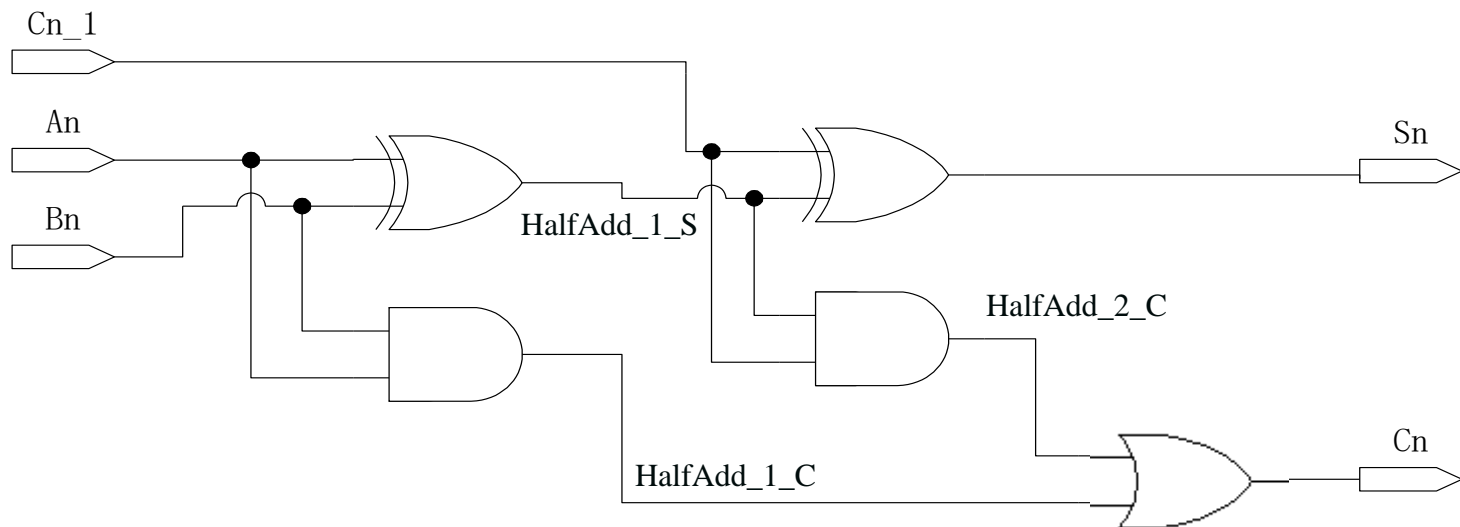 Cn_1
An
Sn
Bn
HalfAdd_1_S
HalfAdd_2_C
Cn
HalfAdd_1_C